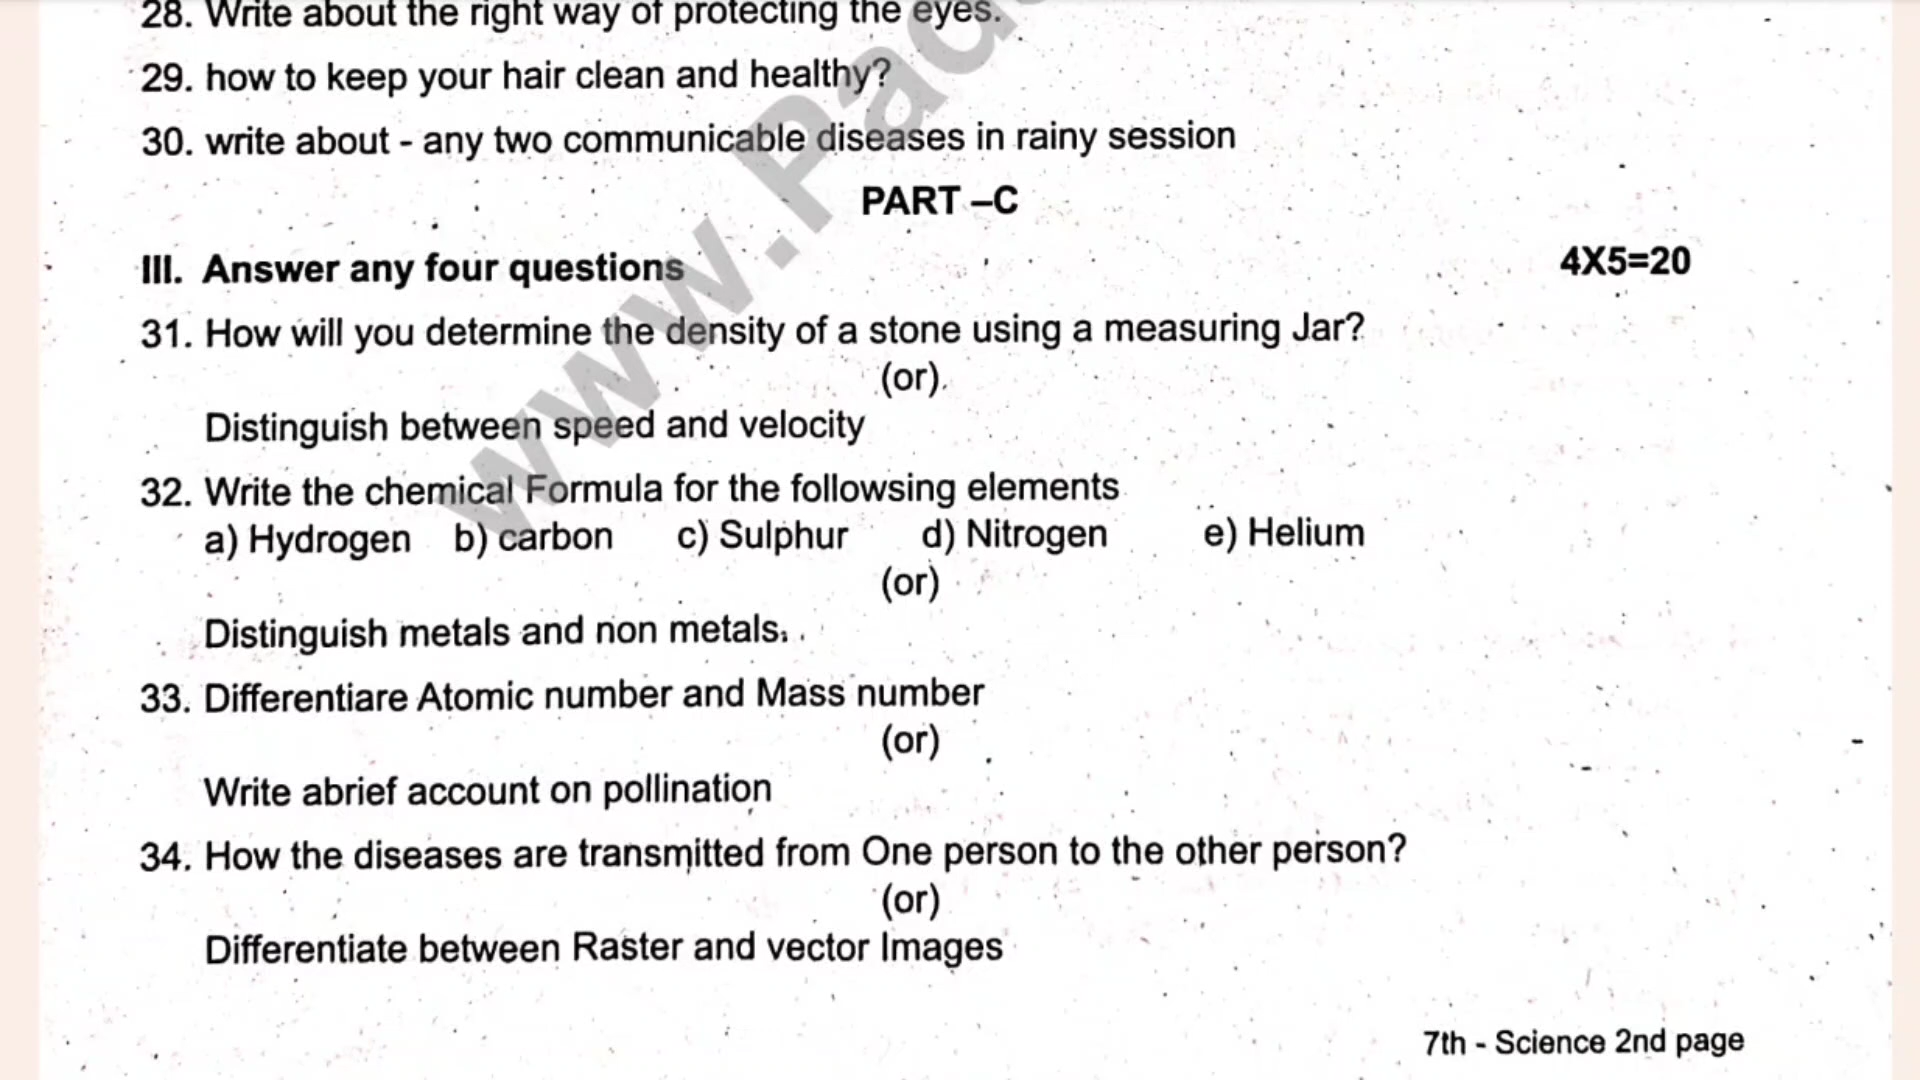 28. Write about the right way of protecting the eyes.
29. how to keep your hair clean and healthy?
30. write about - any two communicable diseases in rainy session
PART –C
III. Answer any four questions 4X5=20
31. How will you determine the density of a stone using a measuring Jar?
(or)
Distinguish between speed and velocity
32. Write the chemical Formula for the followsing elements
a) Hydrogen b) carbon c) Sulphur d) Nitrogen e) Helium
(or)
Distinguish metals and non metals.
33. Differentiare Atomic number and Mass number
(or)
Write abrief account on pollination
34. How the diseases are transmitted from One person to the other person?
(or)
Differentiate between Raster and vector Images
7th - Science 2nd page
www.Pad